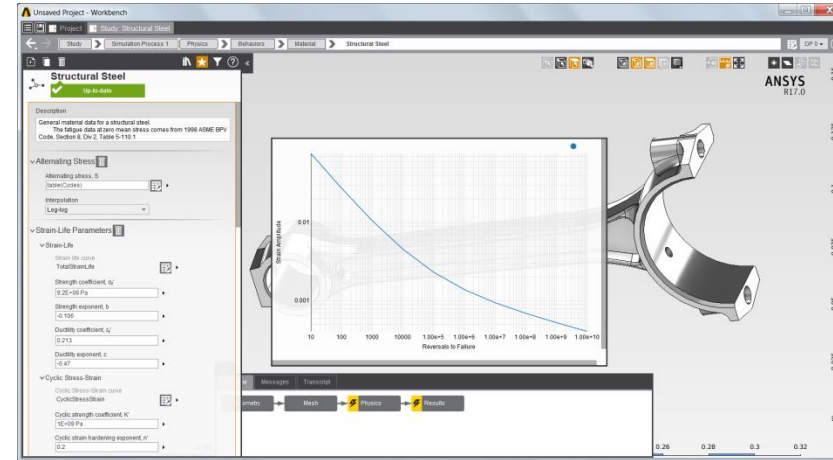 Unsaved Project - Workbench
Project
Study: Structural Steel
Study
Simulation Process 1
Physics
Behaviors
Material
Structural Steel
DP 0
Structural Steel
Up-to-date
ANSYS
R17.0
Description
General material data for a structural steel.
The fatigue data at zero mean stress comes from 1998 ASME BPV
Code, Section 8, Div 2, Table 5-110.1
Alternating Stress
Alternating stress, S
table(Cycles)
Interpolation
Log-log
Strain-Life Parameters
Strain-Life
Strain life curve
TotalStrainLife
Strength coefficient,
9.2E+08 Pa
Strength exponent, b
-0.106
Ductility coefficient,
0.213
Ductility exponent, c
-0.47
Cyclic Stress-Strain
Cyclic Stress-Strain curve
CyclicStressStrain
Cyclic strength coefficient, K'
1E+09 Pa
Cyclic strain hardening exponent, n'
0.2
Strain Amplitude
0.01
0.001
10 100 1000 10000 1.00e+5 1.00e+6 1.00e+7 1.00e+8 1.00e+9 1.00e+10
Reversals to Failure
Messages
Transcript
Mesh
Physics
Results
0.26 0.28 0.3 0.32